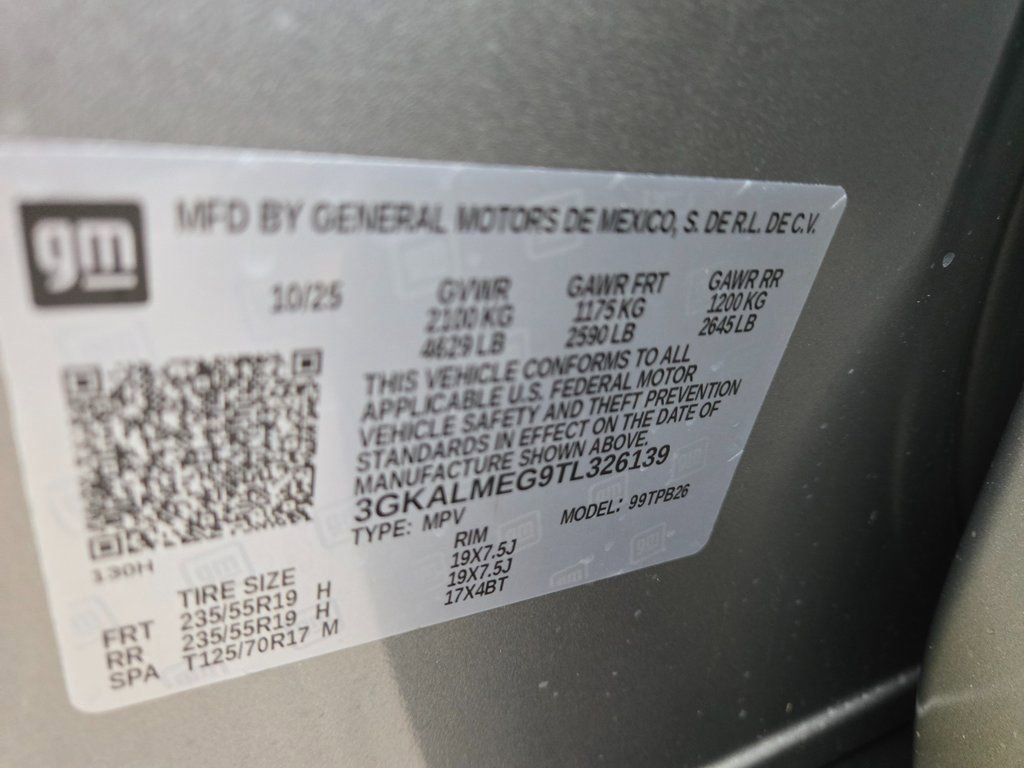 gm
MFD BY GENERAL MOTORS DE MEXICO, S. DE R.L. DE C.V.
10/25
GVWR GAWR FRT GAWR RR
2100 KG 1175 KG 1200 KG
4629 LB 2590 LB 2645 LB
THIS VEHICLE CONFORMS TO ALL
APPLICABLE U.S. FEDERAL MOTOR
VEHICLE SAFETY AND THEFT PREVENTION
STANDARDS IN EFFECT ON THE DATE OF
MANUFACTURE SHOWN ABOVE.
3GKALMEG9TL326139
TYPE: MPV MODEL: 99TPB26
130H
TIRE SIZE RIM
FRT 235/55R19 H 19X7.5J
RR 235/55R19 H 19X7.5J
SPA T125/70R17 M 17X4BT